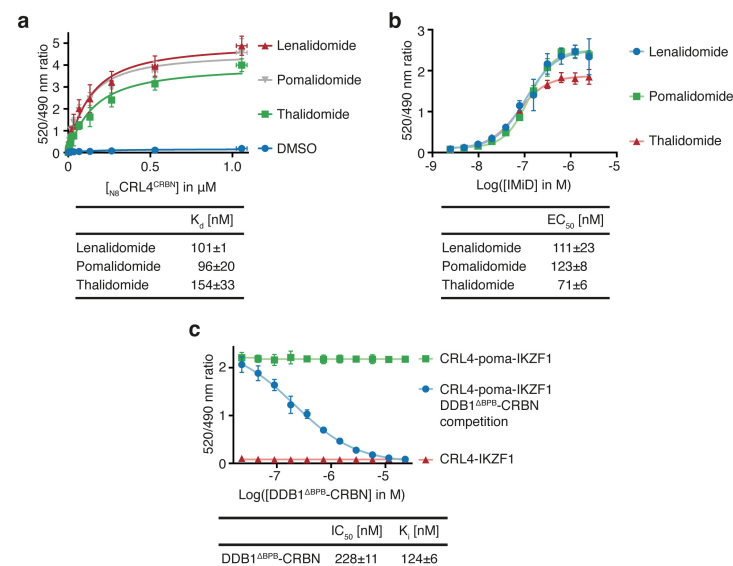 a
520/490 nm ratio
5
4
3
2
1
0
0
0.5
1.0
[N8CRL4CRBN] in μM
Lenalidomide
Pomalidomide
Thalidomide
DMSO
Kd [nM]
Lenalidomide 101±1
Pomalidomide 96±20
Thalidomide 154±33
b
520/490 nm ratio
3
2
1
0
-9 -8 -7 -6 -5
Log([IMiD] in M)
Lenalidomide
Pomalidomide
Thalidomide
EC50 [nM]
Lenalidomide 111±23
Pomalidomide 123±8
Thalidomide 71±6
c
520/490 nm ratio
2
1
0
-7 -6 -5
Log([DDB1ΔBPB-CRBN] in M)
CRL4-poma-IKZF1
CRL4-poma-IKZF1
DDB1ΔBPB-CRBN
competition
CRL4-IKZF1
IC50 [nM] Ki [nM]
DDB1ΔBPB-CRBN 228±11 124±6